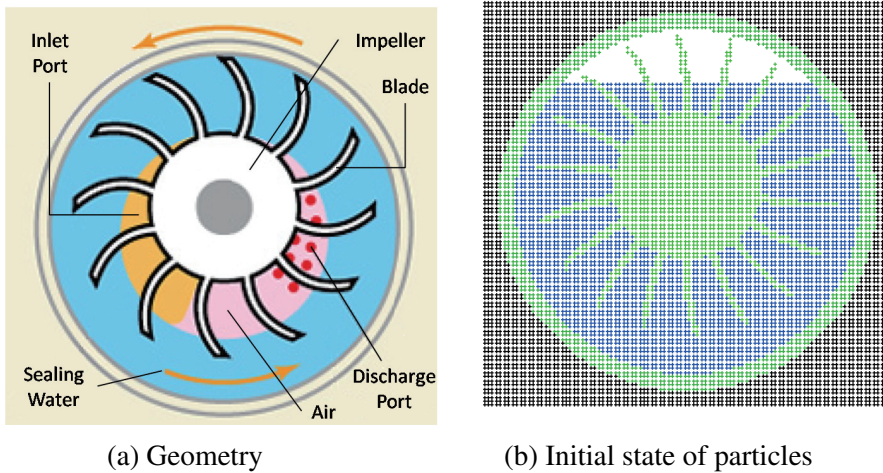 Inlet
Port
Impeller
Blade
Sealing
Water
Air
Discharge
Port
(a) Geometry
(b) Initial state of particles